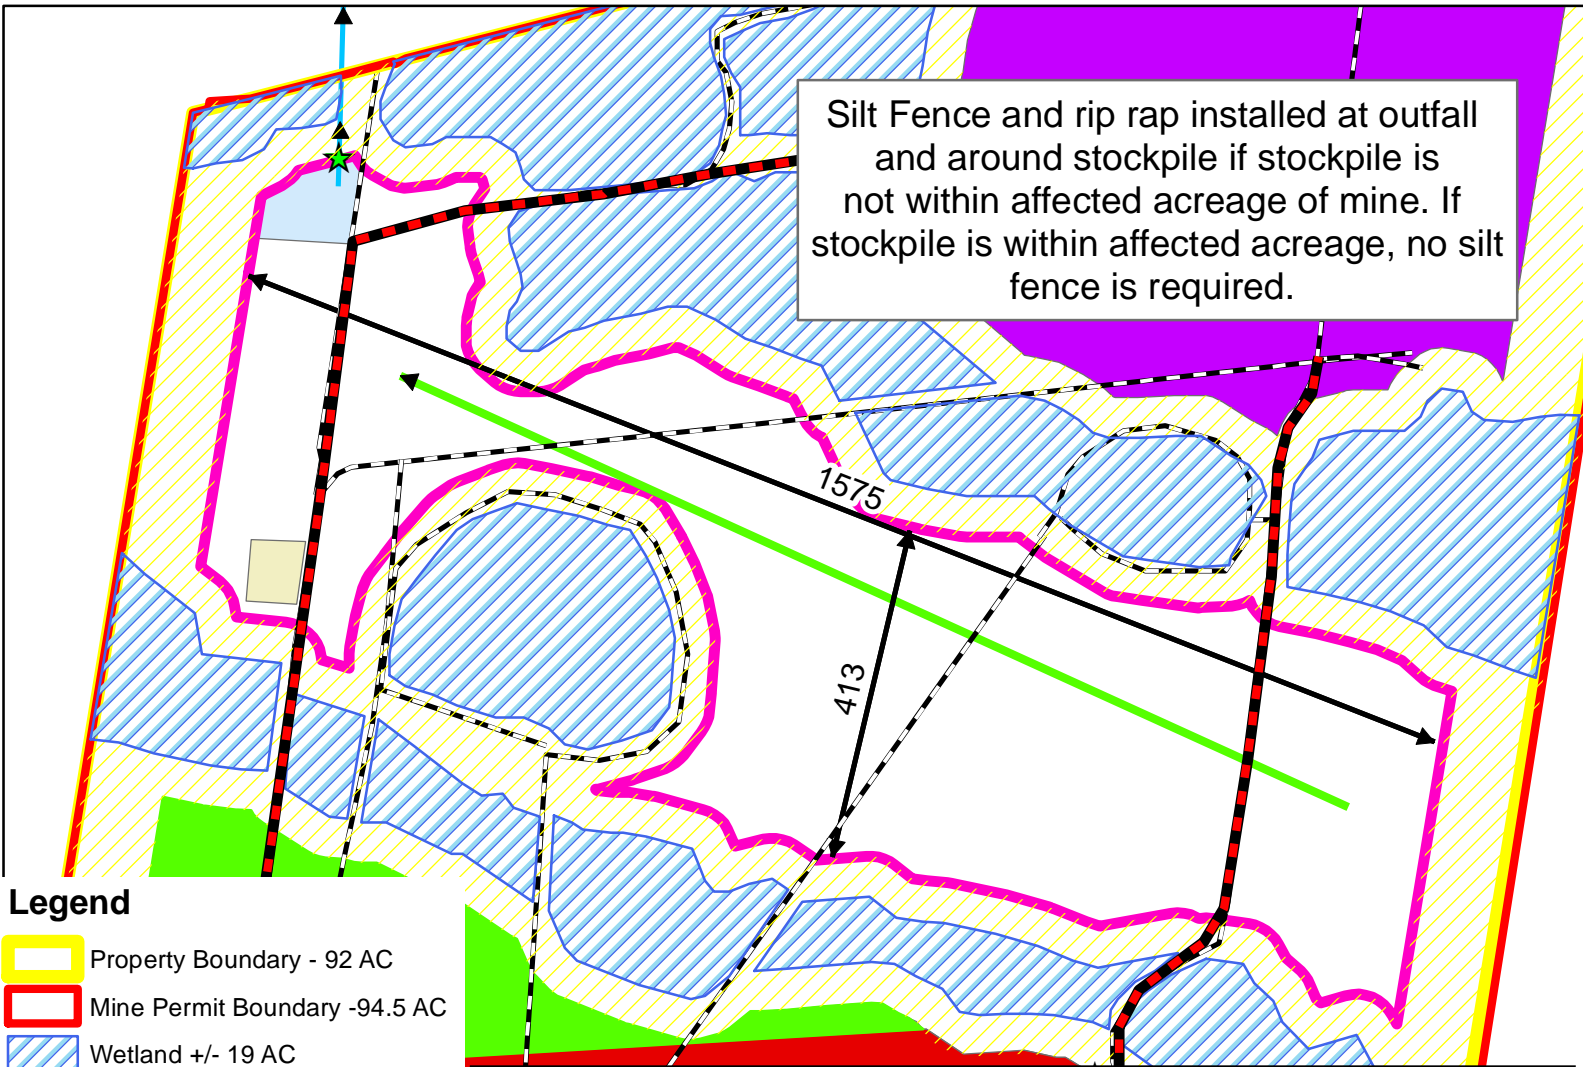 Silt Fence and rip rap installed at outfall
and around stockpile if stockpile is
not within affected acreage of mine. If
stockpile is within affected acreage, no silt
fence is required.
1575
413
Legend
Property Boundary - 92 AC
Mine Permit Boundary -94.5 AC
Wetland +/- 19 AC